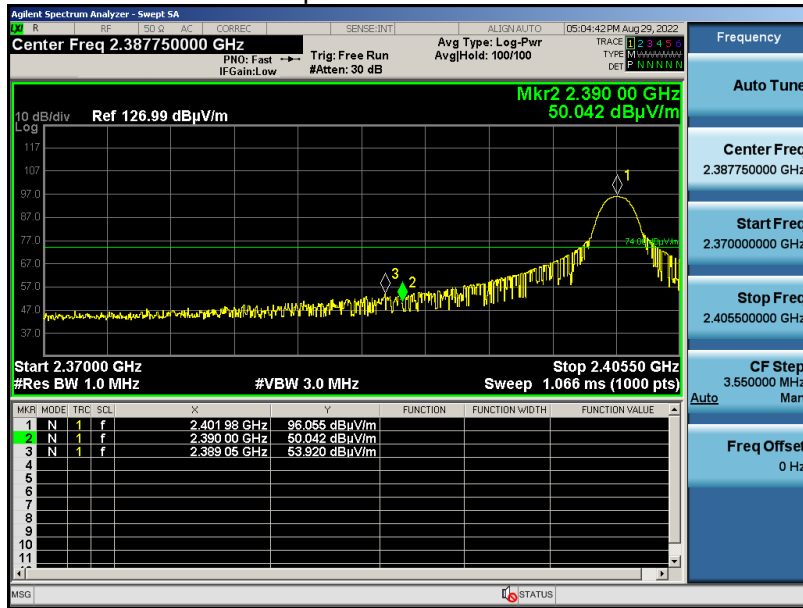 Agilent Spectrum Analyzer - Swept SA
LXI R RF 50 Ω AC CORREC SENSE:INT ALIGN AUTO 05:04:42 PM Aug 29, 2022
Center Freq 2.387750000 GHz
PNO: Fast
IFGain:Low
Trig: Free Run
#Atten: 30 dB
Avg Type: Log-Pwr
Avg|Hold: 100/100
TRACE 1 2 3 4 5 6
TYPE M
DET P N N N N N
Mkr2 2.390 00 GHz
50.042 dBµV/m
10 dB/div Ref 126.99 dBµV/m
Log
117
107
97.0
87.0
77.0
67.0
57.0
47.0
37.0
1
3
2
Start 2.37000 GHz Stop 2.40550 GHz
#Res BW 1.0 MHz #VBW 3.0 MHz Sweep 1.066 ms (1000 pts)
MKR MODE TRC SCL X Y FUNCTION FUNCTION WIDTH FUNCTION VALUE
1 N 1 f 2.401 98 GHz 96.055 dBµV/m
2 N 1 f 2.390 00 GHz 50.042 dBµV/m
3 N 1 f 2.389 05 GHz 53.920 dBµV/m
4
5
6
7
8
9
10
11
MSG STATUS
Frequency
Auto Tune
Center Freq
2.387750000 GHz
Start Freq
2.370000000 GHz
Stop Freq
2.405500000 GHz
CF Step
3.550000 MHz
Auto Man
Freq Offset
0 Hz